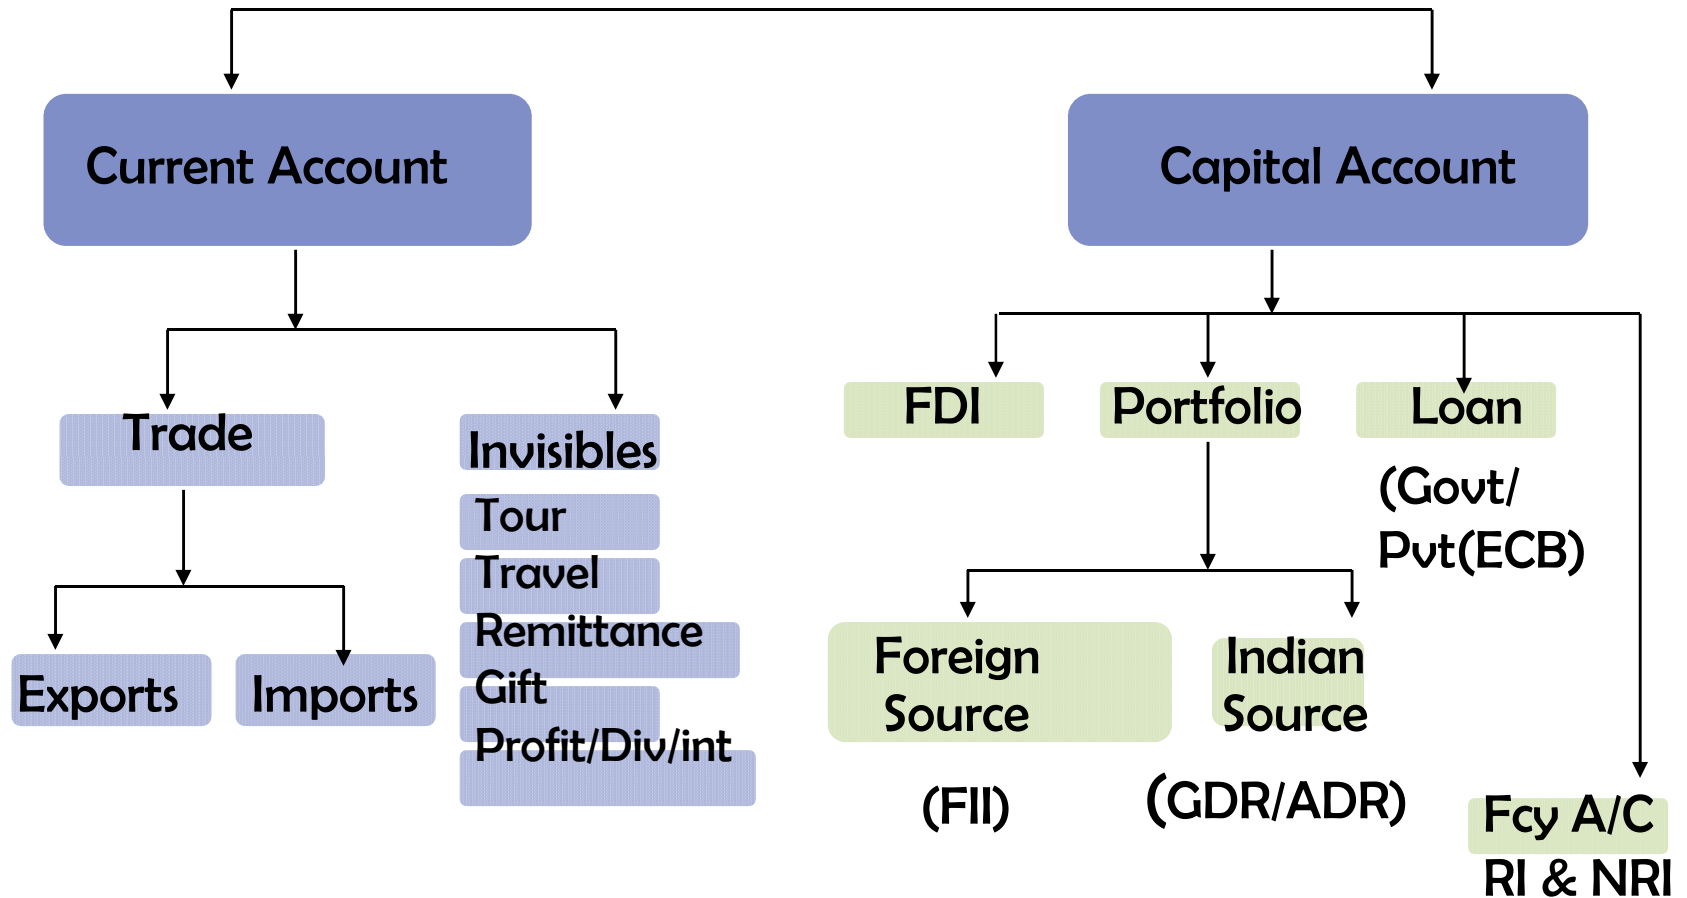 Current Account
Capital Account
Trade
Invisibles
Tour
Travel
Remittance
Gift
Profit/Div/int
Exports
Imports
FDI
Portfolio
Loan
(Govt/
Pvt(ECB)
Foreign
Source
(FII)
Indian
Source
(GDR/ADR)
Fcy A/C
RI & NRI